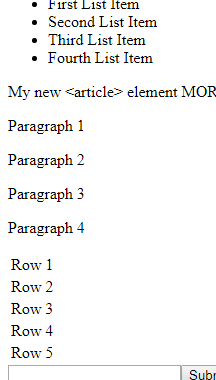 First List Item
Second List Item
Third List Item
Fourth List Item
My new <article> element MOR
Paragraph 1
Paragraph 2
Paragraph 3
Paragraph 4
Row 1
Row 2
Row 3
Row 4
Row 5
Subr